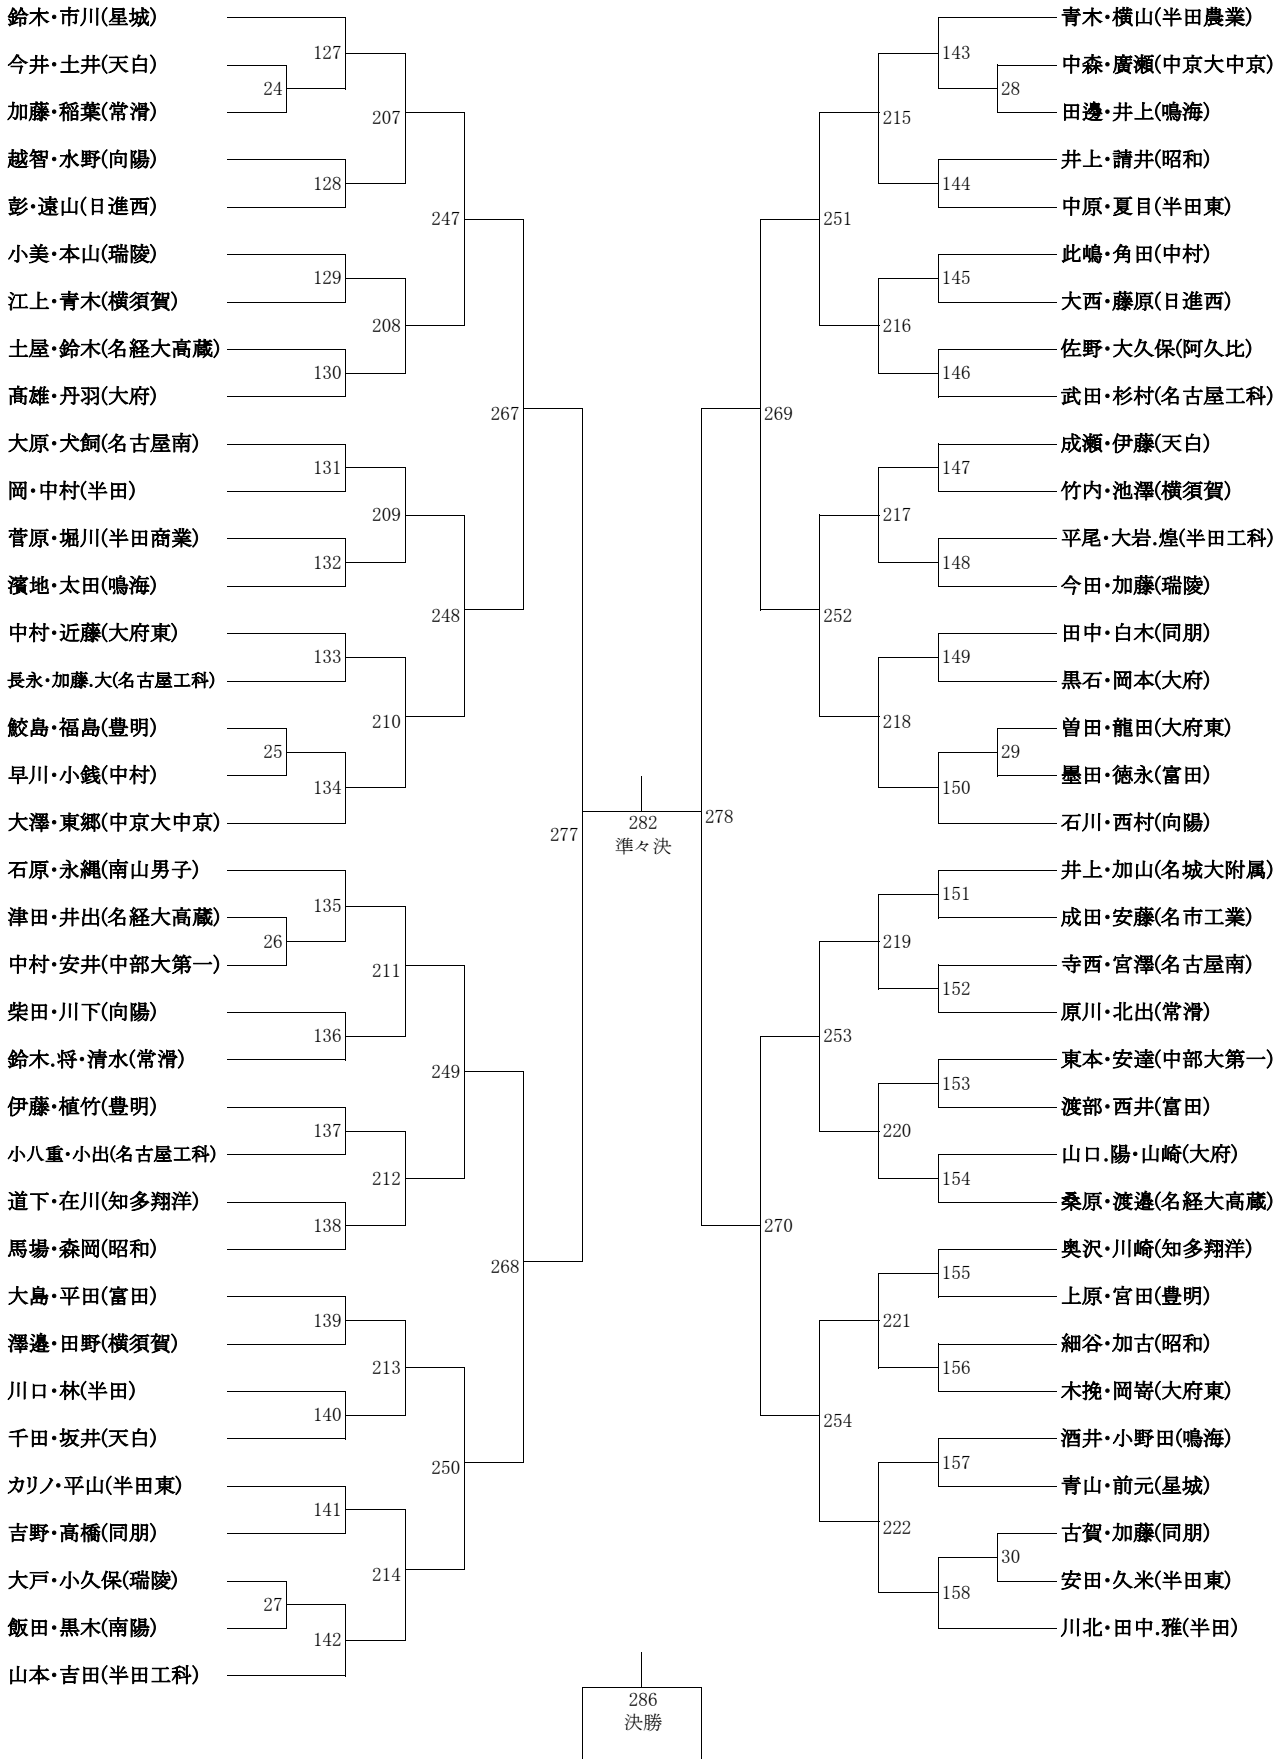 鈴木・市川(星城)
今井・土井(天白)
加藤・稲葉(常滑)
越智・水野(向陽)
彭・遠山(日進西)
小美・本山(瑞陵)
江上・青木(横須賀)
土屋・鈴木(名経大高蔵)
髙雄・丹羽(大府)
大原・犬飼(名古屋南)
岡・中村(半田)
菅原・堀川(半田商業)
濱地・太田(鳴海)
中村・近藤(大府東)
長永・加藤.大(名古屋工科)
鮫島・福島(豊明)
早川・小銭(中村)
大澤・東郷(中京大中京)
石原・永縄(南山男子)
津田・井出(名経大高蔵)
中村・安井(中部大第一)
柴田・川下(向陽)
鈴木.将・清水(常滑)
伊藤・植竹(豊明)
小八重・小出(名古屋工科)
道下・在川(知多翔洋)
馬場・森岡(昭和)
大島・平田(富田)
澤邉・田野(横須賀)
川口・林(半田)
千田・坂井(天白)
カリノ・平山(半田東)
吉野・高橋(同朋)
大戸・小久保(瑞陵)
飯田・黒木(南陽)
山本・吉田(半田工科)
24
25
26
27
127
128
129
130
131
132
133
134
135
136
137
138
139
140
141
142
207
208
209
210
211
212
213
214
247
248
249
250
267
268
277
282
準々決
286
決勝
278
269
270
251
252
253
254
215
216
217
218
219
220
221
222
143
144
145
146
147
148
149
150
151
152
153
154
155
156
157
158
28
29
30
青木・横山(半田農業)
中森・廣瀬(中京大中京)
田邊・井上(鳴海)
井上・請井(昭和)
中原・夏目(半田東)
此嶋・角田(中村)
大西・藤原(日進西)
佐野・大久保(阿久比)
武田・杉村(名古屋工科)
成瀬・伊藤(天白)
竹内・池澤(横須賀)
平尾・大岩.煌(半田工科)
今田・加藤(瑞陵)
田中・白木(同朋)
黒石・岡本(大府)
曽田・龍田(大府東)
墨田・徳永(富田)
石川・西村(向陽)
井上・加山(名城大附属)
成田・安藤(名市工業)
寺西・宮澤(名古屋南)
原川・北出(常滑)
東本・安達(中部大第一)
渡部・西井(富田)
山口.陽・山崎(大府)
桑原・渡邉(名経大高蔵)
奥沢・川崎(知多翔洋)
上原・宮田(豊明)
細谷・加古(昭和)
木挽・岡嵜(大府東)
酒井・小野田(鳴海)
青山・前元(星城)
古賀・加藤(同朋)
安田・久米(半田東)
川北・田中.雅(半田)